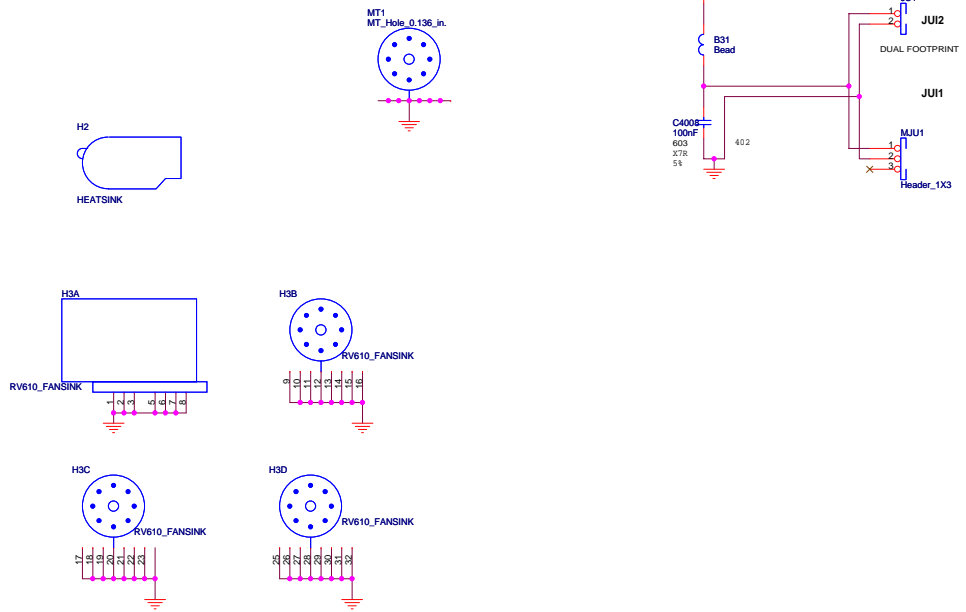 MT1
MT_Hole_0.136_in.
1
2
JUI2
B31
Bead
DUAL FOOTPRINT
JUI1
H2
C4008
100nF
603
X7R
5%
402
MJU1
1
2
3
Header_1X3
HEATSINK
H3A
H3B
RV610_FANSINK
RV610_FANSINK
1 2 3 5 6 7 8
9 10 11 12 13 14 15 16
H3C
H3D
RV610_FANSINK
RV610_FANSINK
17 18 19 20 21 22 23
25 26 27 28 29 30 31 32